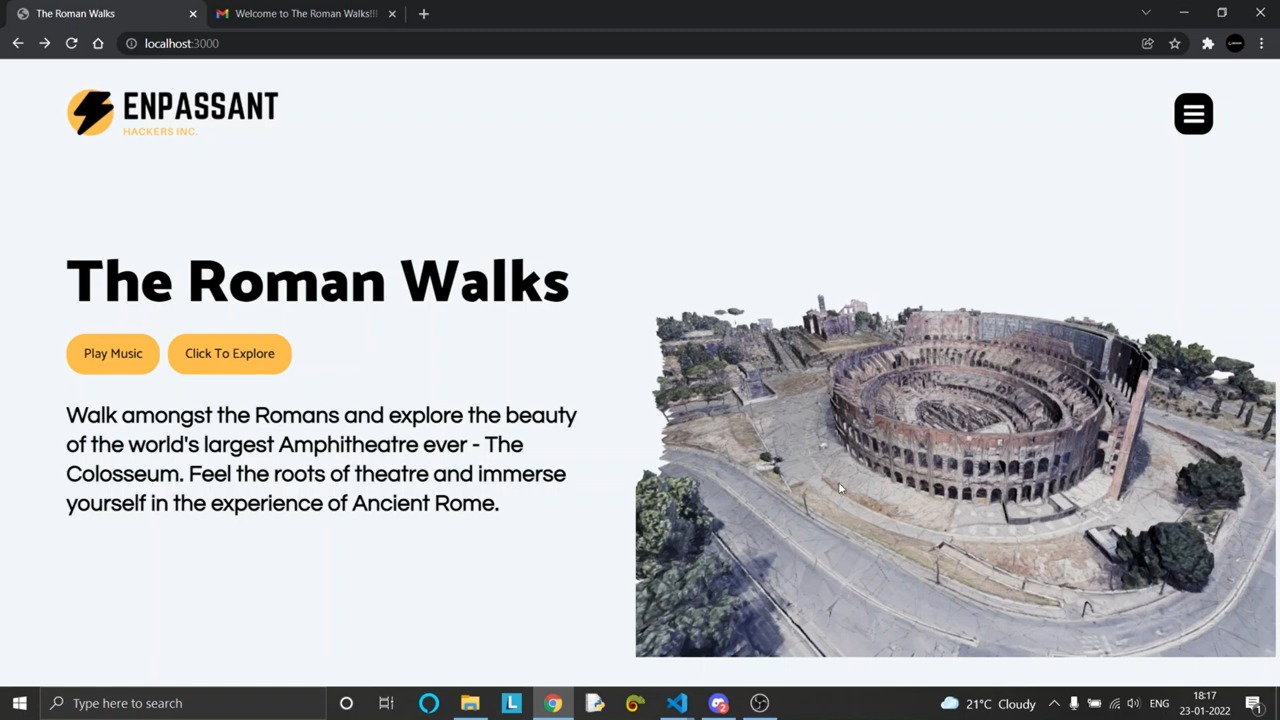 The Roman Walks
Welcome to The Roman Walks!!!
localhost:3000
ENPASSANT
HACKERS INC.
The Roman Walks
Play Music
Click To Explore
Walk amongst the Romans and explore the beauty
of the world's largest Amphitheatre ever - The
Colosseum. Feel the roots of theatre and immerse
yourself in the experience of Ancient Rome.
Type here to search
L
2
21°C Cloudy
ENG
18:17
23-01-2022
1